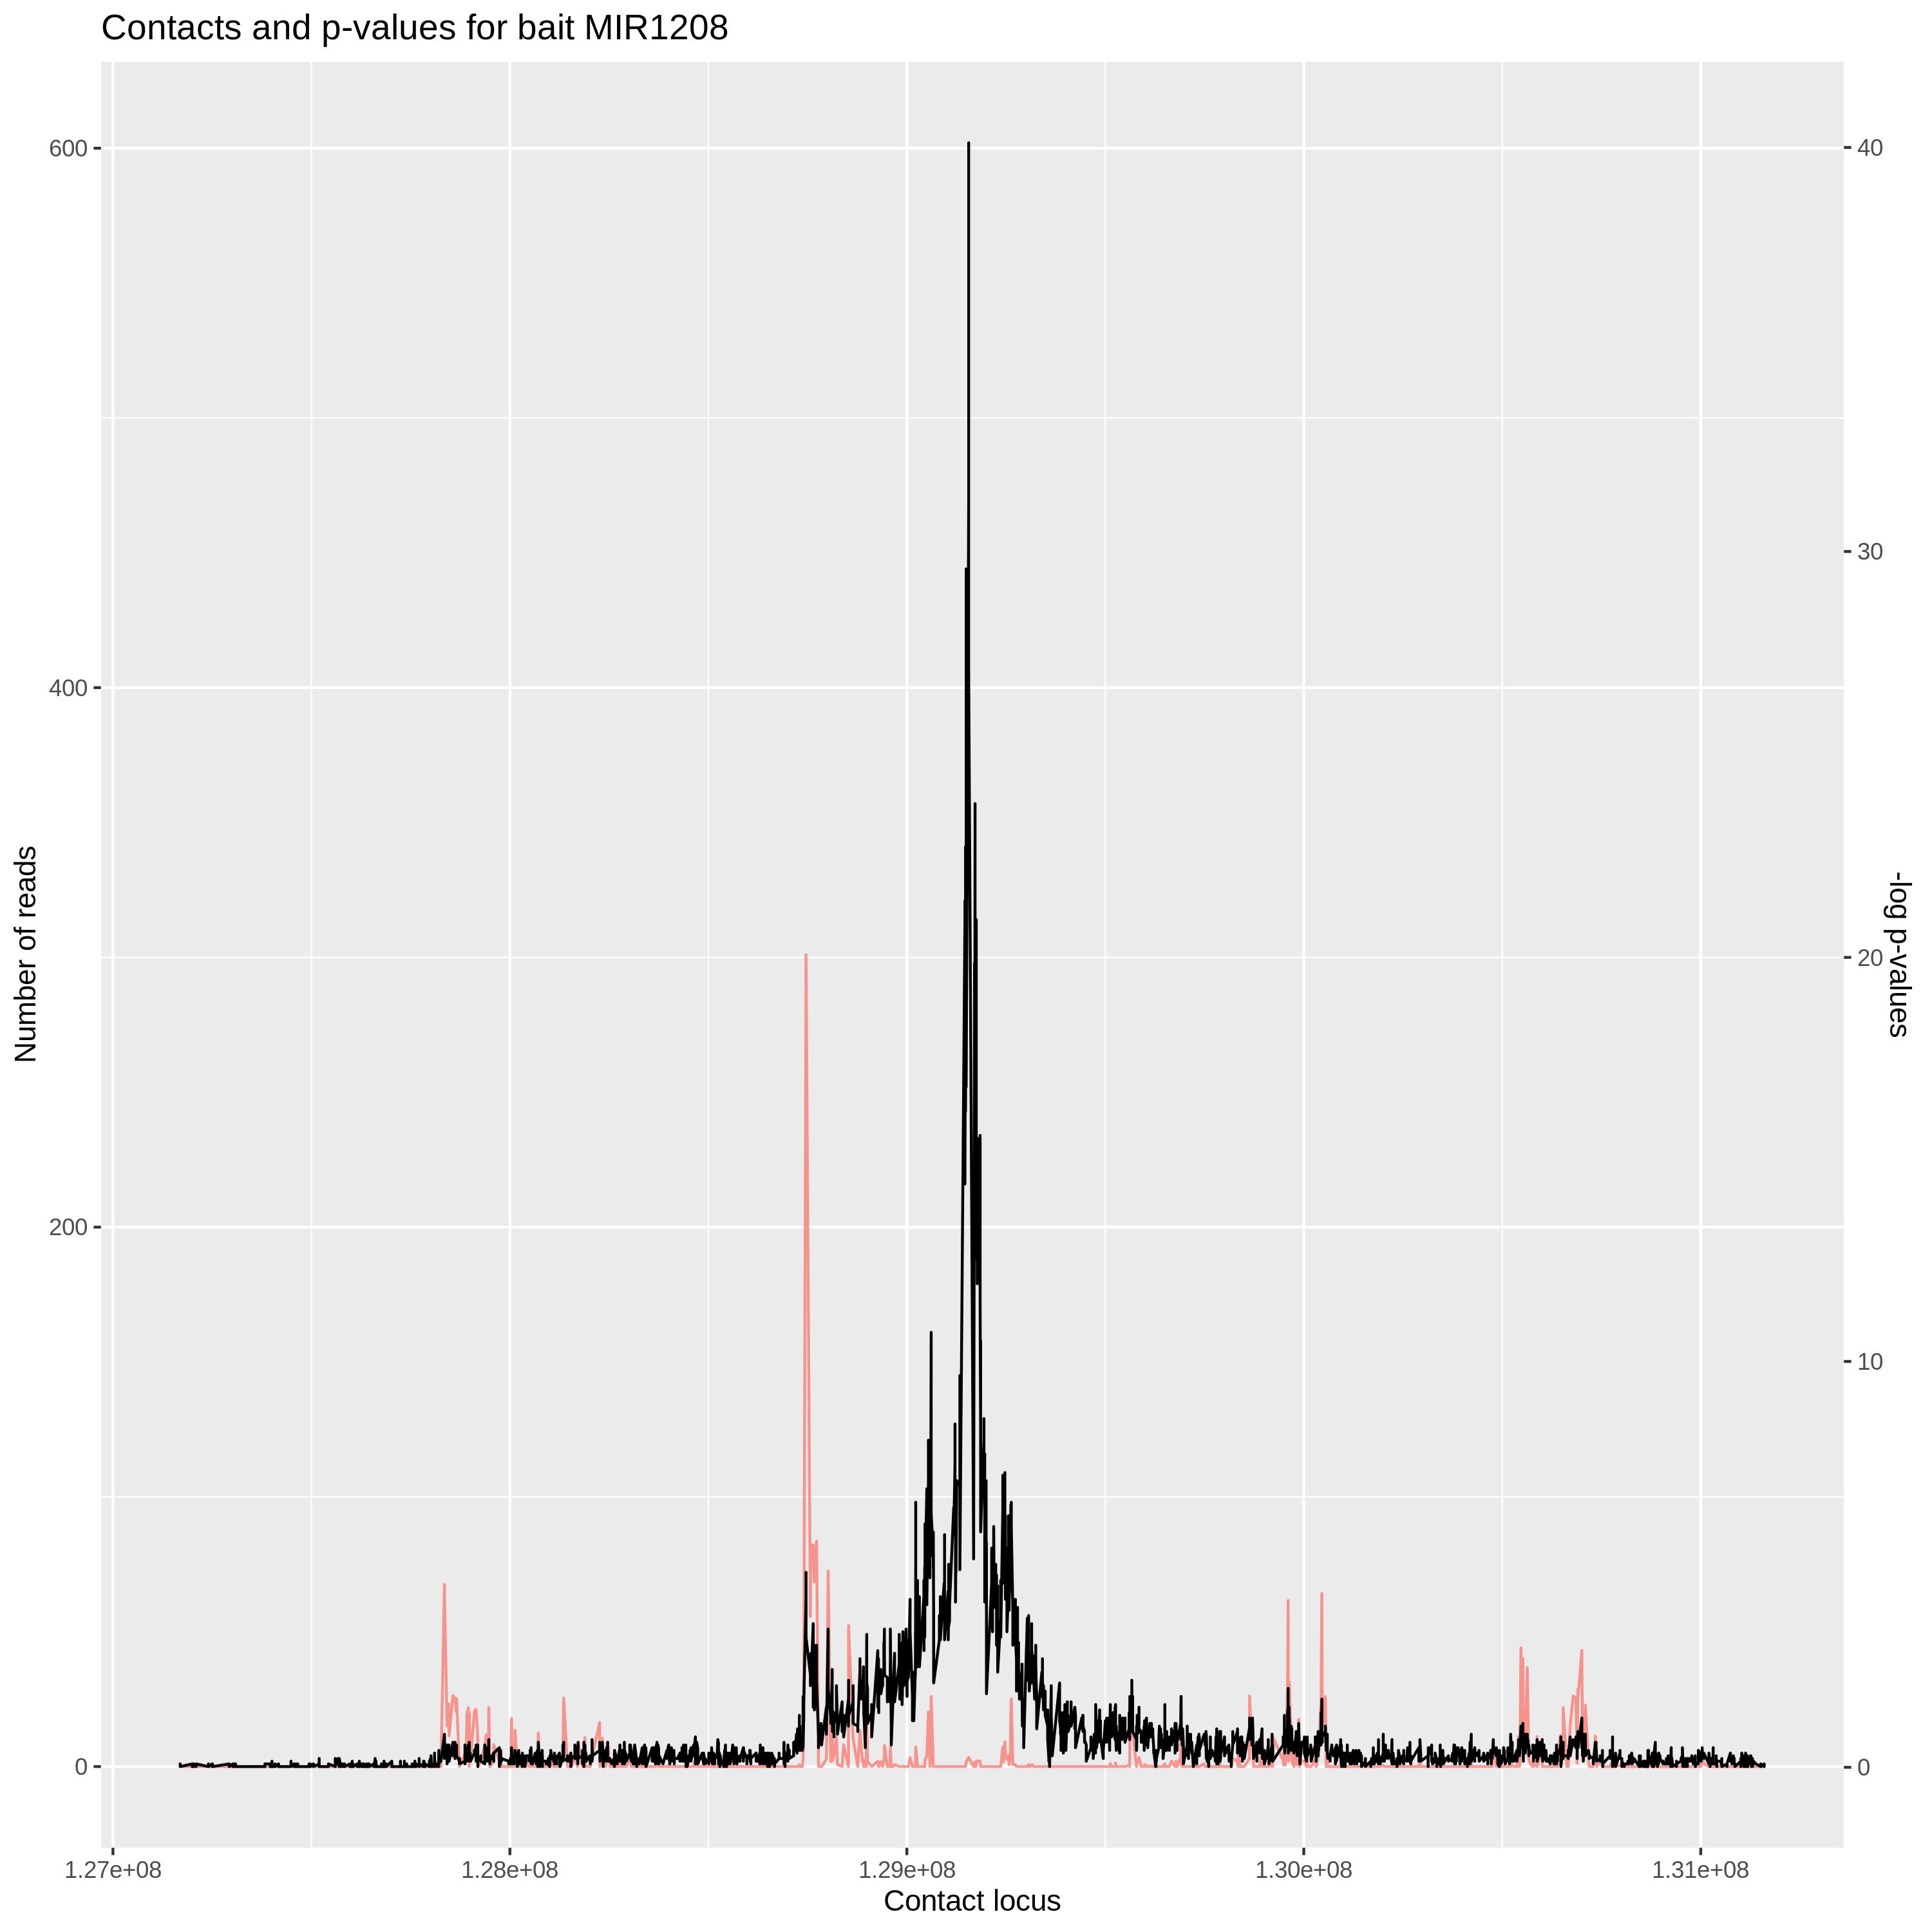 Contacts and p-values for bait MIR1208
600
400
200
0
Number of reads
40
30
20
10
0
-log p-values
1.27e+08 1.28e+08 1.29e+08 1.30e+08 1.31e+08
Contact locus